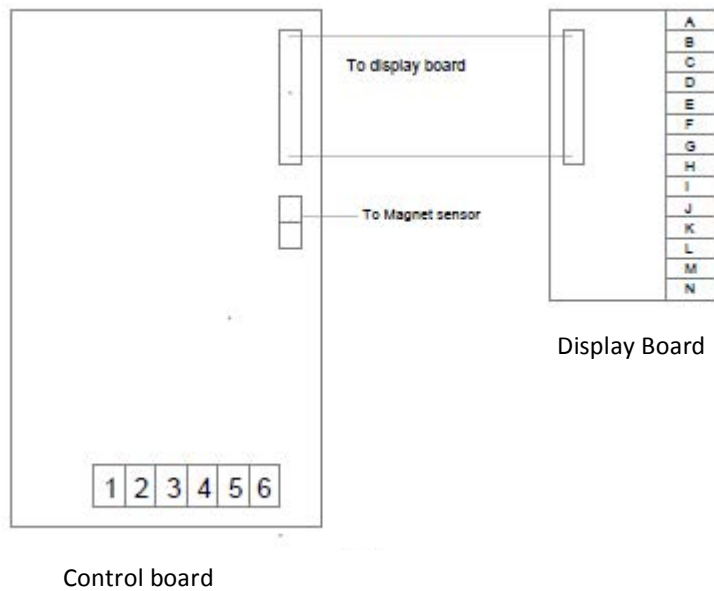 To display board
To Magnet sensor
A
B
C
D
E
F
G
H
I
J
K
L
M
N
Display Board
1 2 3 4 5 6
Control board